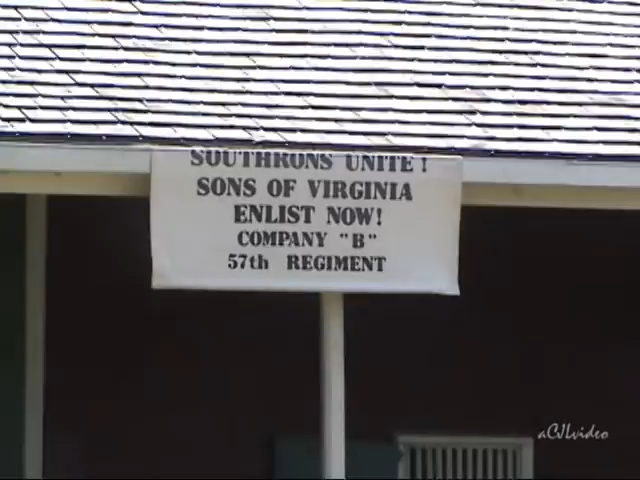 SOUTHRONS UNITE!
SONS OF VIRGINIA
ENLIST NOW!
COMPANY "B"
57th REGIMENT
aCJLvideo